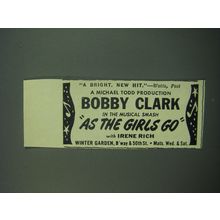 "A BRIGHT, NEW HIT."—Watts, Post
A MICHAEL TODD PRODUCTION
BOBBY CLARK
IN THE MUSICAL SMASH
"AS THE GIRLS GO"
with IRENE RICH
WINTER GARDEN, B'way & 50th St. • Mats. Wed. & Sat.